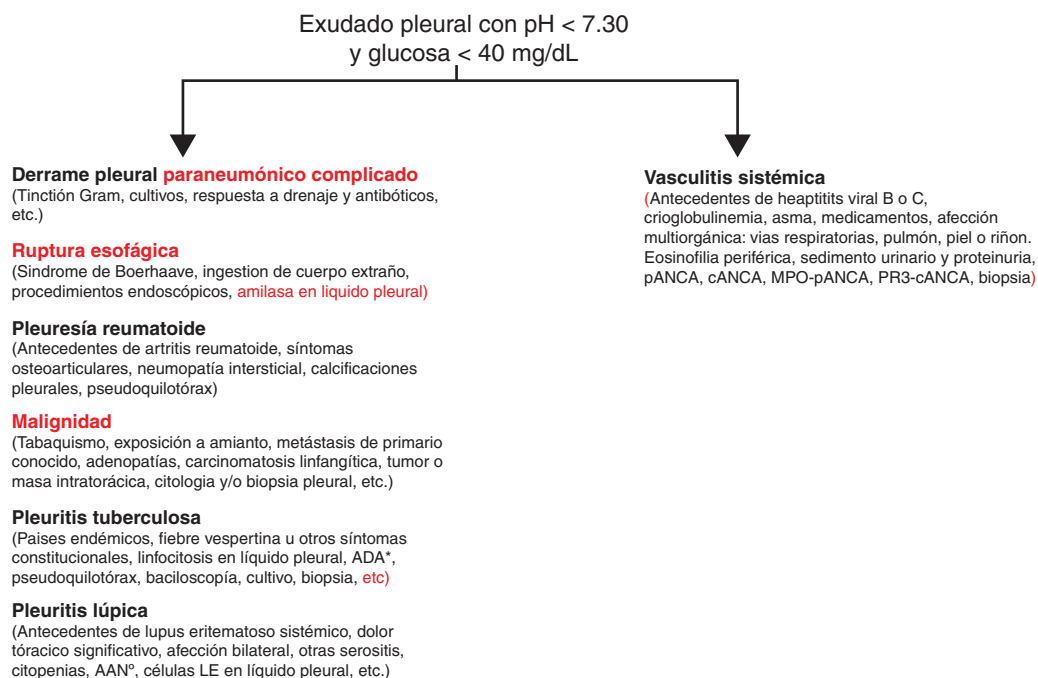 Exudado pleural con pH < 7.30
y glucosa < 40 mg/dL
Derrame pleural paraneumónico complicado
(Tinctión Gram, cultivos, respuesta a drenaje y antibóticos,
etc.)
Ruptura esofágica
(Sindrome de Boerhaave, ingestion de cuerpo extraño,
procedimientos endoscópicos, amilasa en liquido pleural)
Pleuresía reumatoide
(Antecedentes de artritis reumatoide, síntomas
osteoarticulares, neumopatía intersticial, calcificaciones
pleurales, pseudoquilotórax)
Malignidad
(Tabaquismo, exposición a amianto, metástasis de primario
conocido, adenopatías, carcinomatosis linfangítica, tumor o
masa intratorácica, citologia y/o biopsia pleural, etc.)
Pleuritis tuberculosa
(Paises endémicos, fiebre vespertina u otros síntomas
constitucionales, linfocitosis en líquido pleural, ADA*,
pseudoquilotórax, baciloscopía, cultivo, biopsia, etc)
Pleuritis lúpica
(Antecedentes de lupus eritematoso sistémico, dolor
tóracico significativo, afección bilateral, otras serositis,
citopenias, AANº, células LE en líquido pleural, etc.)
Vasculitis sistémica
(Antecedentes de heaptitits viral B o C,
crioglobulinemia, asma, medicamentos, afección
multiorgánica: vias respiratorias, pulmón, piel o riñon.
Eosinofilia periférica, sedimento urinario y proteinuria,
pANCA, cANCA, MPO-pANCA, PR3-cANCA, biopsia)